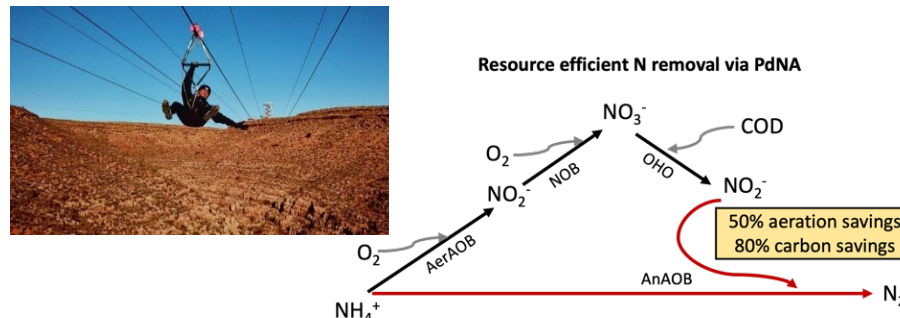 Resource efficient N removal via PdNA
NO₃⁻
COD
O₂
NOB
OHO
NO₂⁻
NO₂⁻
50% aeration savings
80% carbon savings
O₂
AerAOB
AnAOB
NH₄⁺
N₂